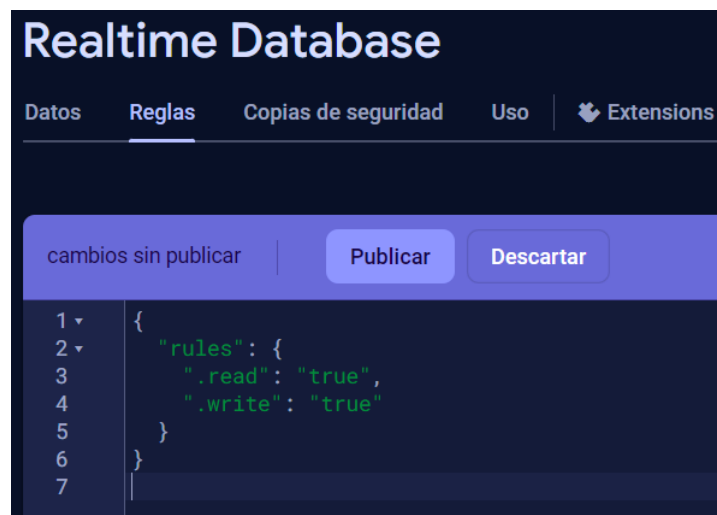 Realtime Database
Datos Reglas Copias de seguridad Uso Extensions
cambios sin publicar Publicar Descartar
1 {
2 "rules": {
3 ".read": "true",
4 ".write": "true"
5 }
6 }
7